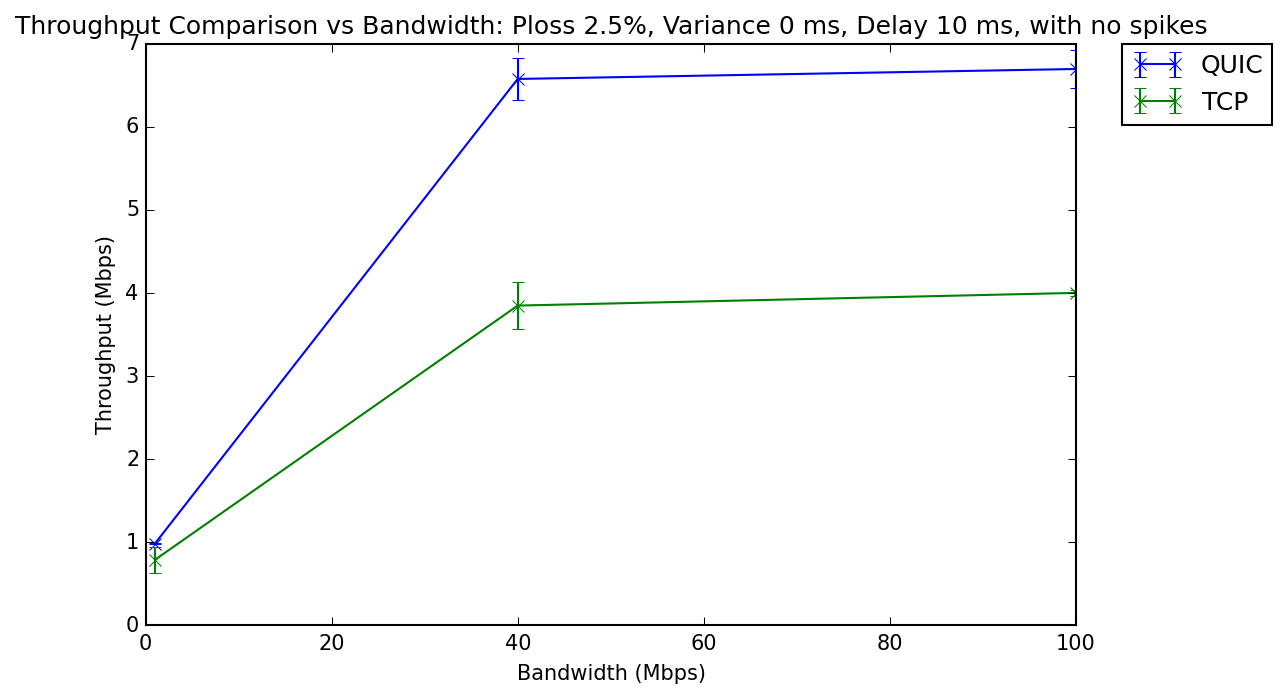 Throughput Comparison vs Bandwidth: Ploss 2.5%, Variance 0 ms, Delay 10 ms, with no spikes
QUIC
TCP
7
6
5
4
3
2
1
0
Throughput (Mbps)
0 20 40 60 80 100
Bandwidth (Mbps)